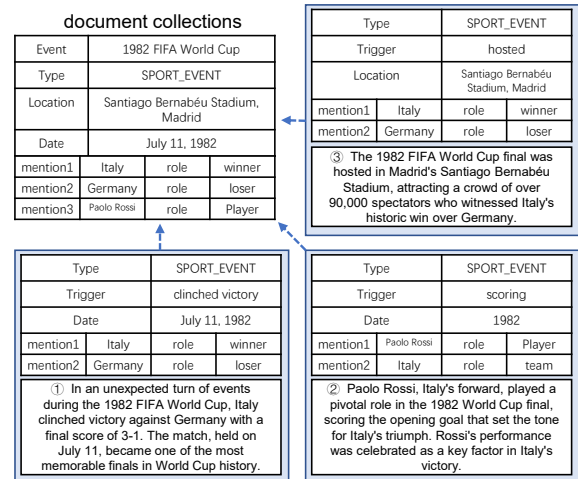 document collections
Event 1982 FIFA World Cup
Type SPORT_EVENT
Location Santiago Bernabéu Stadium,
Madrid
Date July 11, 1982
mention1 Italy role winner
mention2 Germany role loser
mention3 Paolo Rossi role Player
Type SPORT_EVENT
Trigger hosted
Location Santiago Bernabéu
Stadium, Madrid
mention1 Italy role winner
mention2 Germany role loser
③ The 1982 FIFA World Cup final was
hosted in Madrid's Santiago Bernabéu
Stadium, attracting a crowd of over
90,000 spectators who witnessed Italy's
historic win over Germany.
Type SPORT_EVENT
Trigger clinched victory
Date July 11, 1982
mention1 Italy role winner
mention2 Germany role loser
① In an unexpected turn of events
during the 1982 FIFA World Cup, Italy
clinched victory against Germany with a
final score of 3-1. The match, held on
July 11, became one of the most
memorable finals in World Cup history.
Type SPORT_EVENT
Trigger scoring
Date 1982
mention1 Paolo Rossi role Player
mention2 Italy role team
② Paolo Rossi, Italy's forward, played a
pivotal role in the 1982 World Cup final,
scoring the opening goal that set the tone
for Italy's triumph. Rossi's performance
was celebrated as a key factor in Italy's
victory.